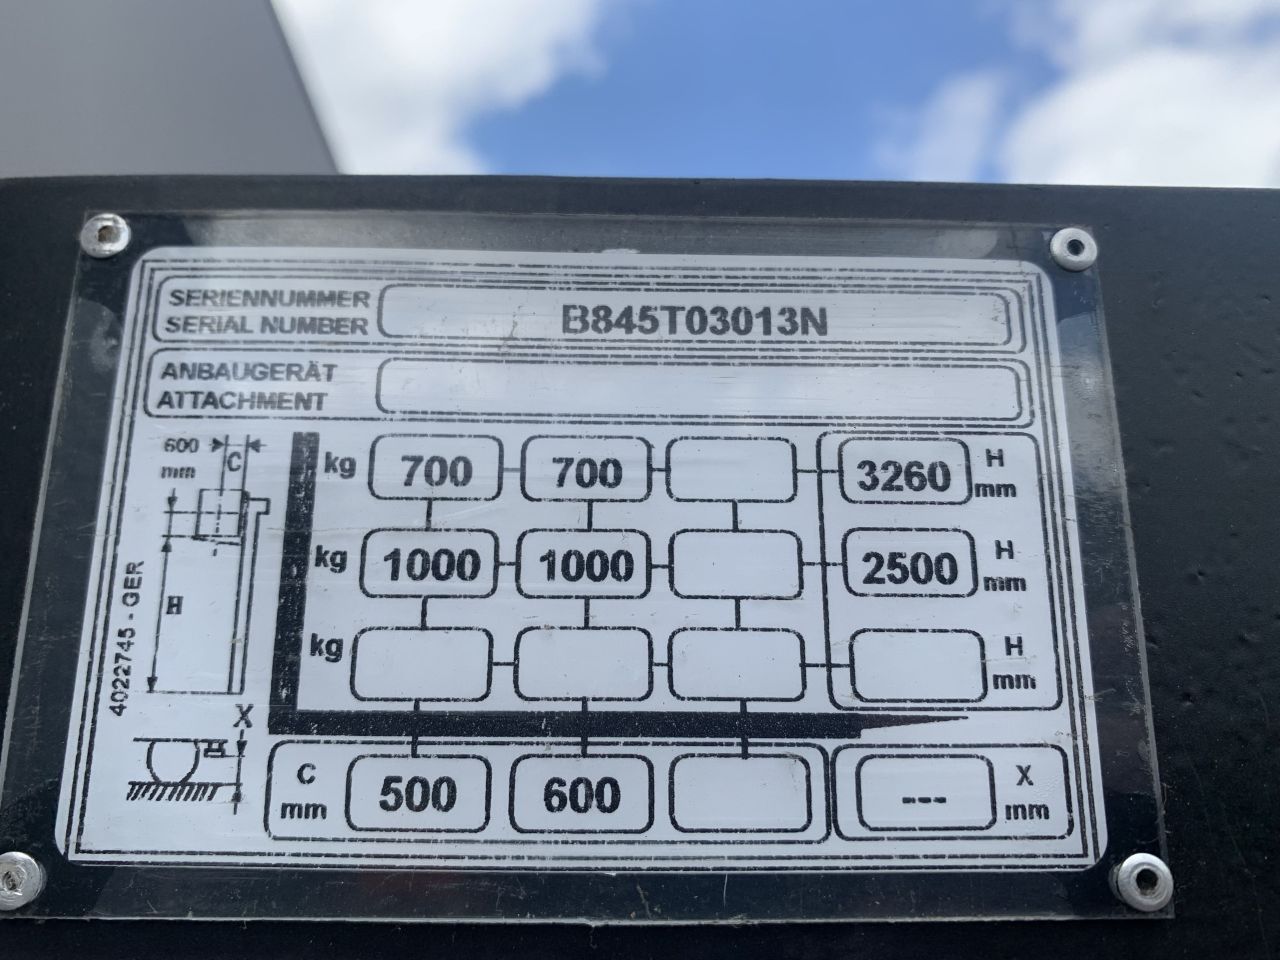 SERIENNUMMER
SERIAL NUMBER
B845T03013N
ANBAUGERÄT
ATTACHMENT
600
mm
C
H
X
4022745 - GER
kg 700 700 3260 H mm
kg 1000 1000 2500 H mm
kg H mm
C mm 500 600 --- X mm